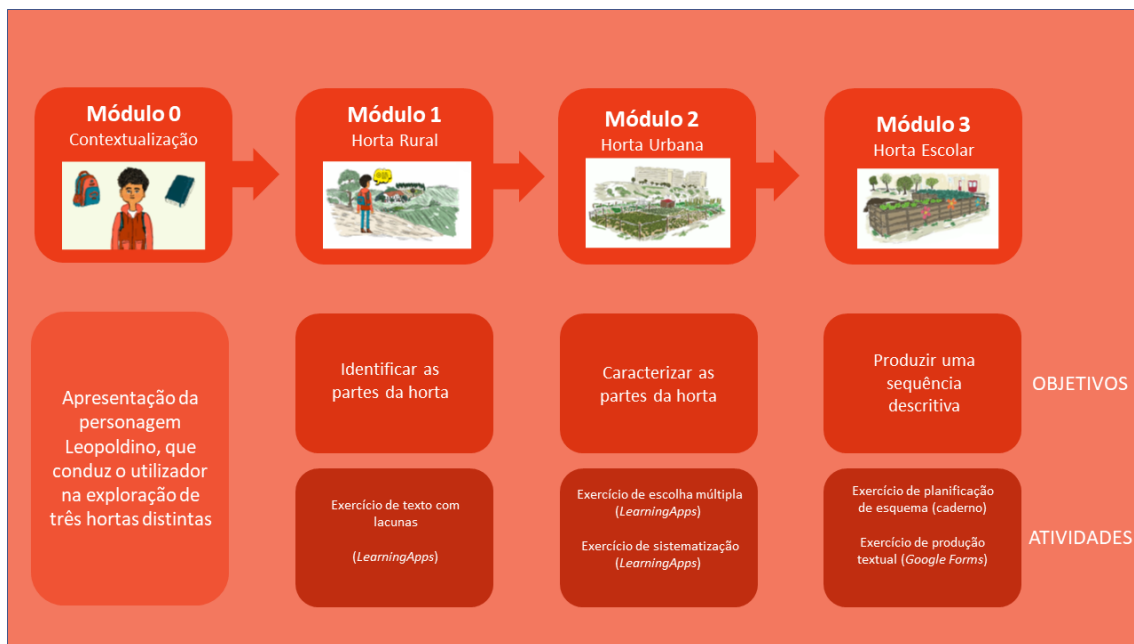 Módulo 0
Contextualização
Módulo 1
Horta Rural
Módulo 2
Horta Urbana
Módulo 3
Horta Escolar
Apresentação da
personagem
Leopoldino, que
conduz o utilizador
na exploração de
três hortas distintas
Identificar as
partes da horta
Caracterizar as
partes da horta
Produzir uma
sequência
descritiva
OBJETIVOS
Exercício de texto com
lacunas
(LearningApps)
Exercício de escolha múltipla
(LearningApps)
Exercício de sistematização
(LearningApps)
Exercício de planificação
de esquema (caderno)
Exercício de produção
textual (Google Forms)
ATIVIDADES